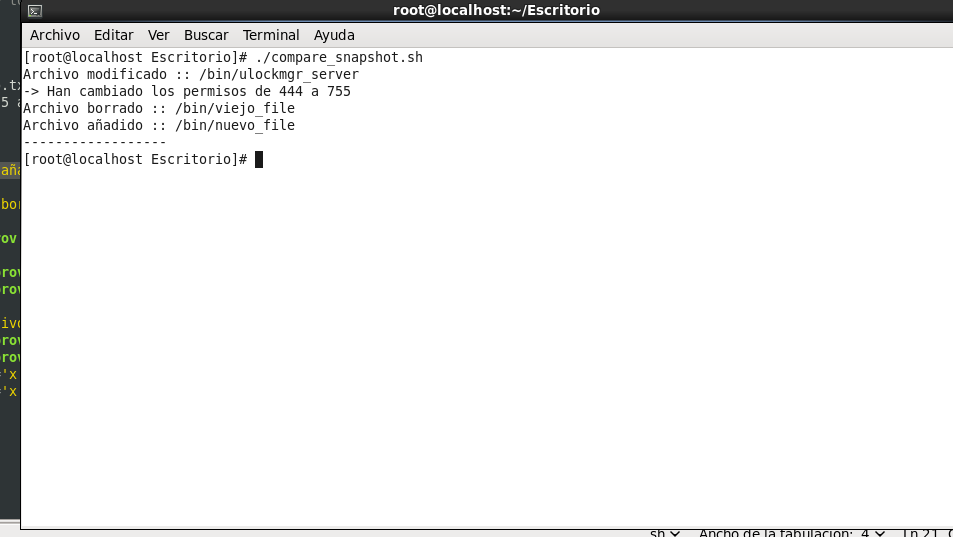 root@localhost:~/Escritorio
Archivo Editar Ver Buscar Terminal Ayuda
[root@localhost Escritorio]# ./compare_snapshot.sh
Archivo modificado :: /bin/ulockmgr_server
-> Han cambiado los permisos de 444 a 755
Archivo borrado :: /bin/viejo_file
Archivo añadido :: /bin/nuevo_file
------------------
[root@localhost Escritorio]#
sh Ancho de la tabulación: 4 Ln 21,